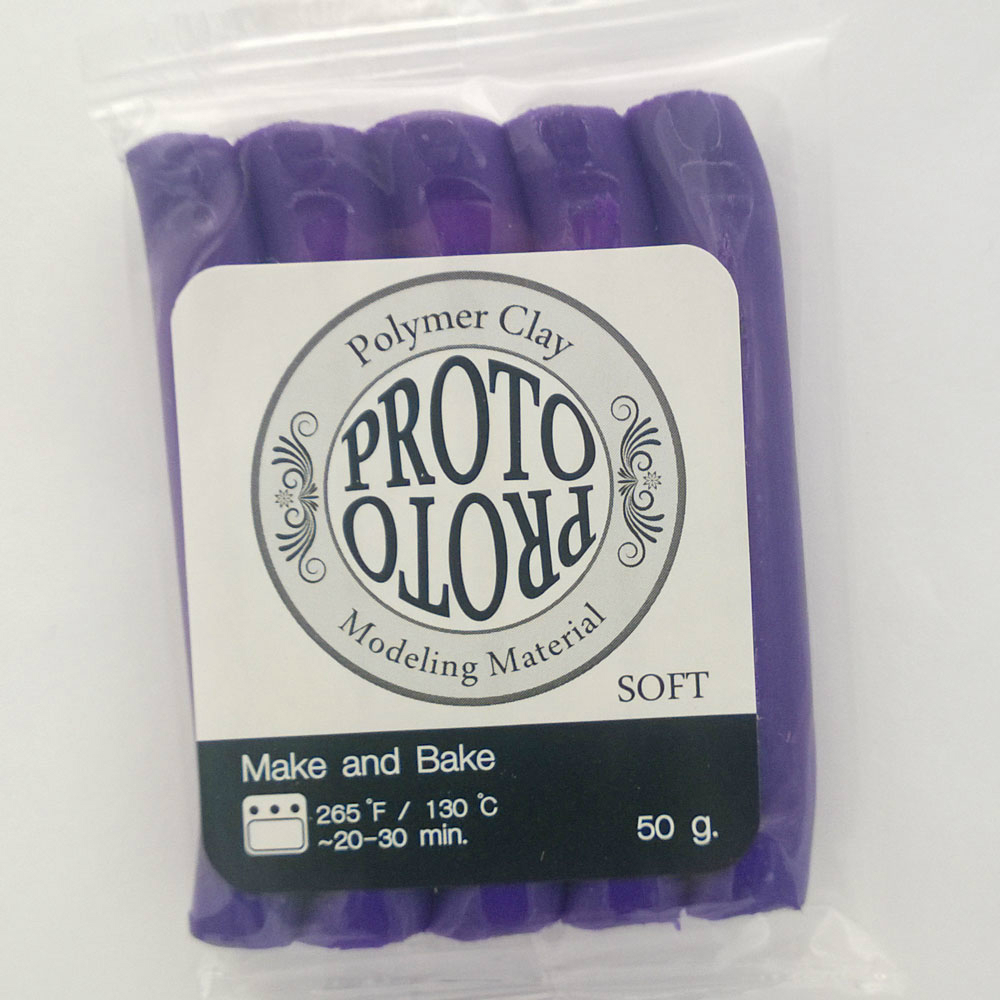 Polymer Clay
PROTO
PROTO
Modeling Material
SOFT
Make and Bake
265 °F / 130 °C
~20-30 min.
50 g.